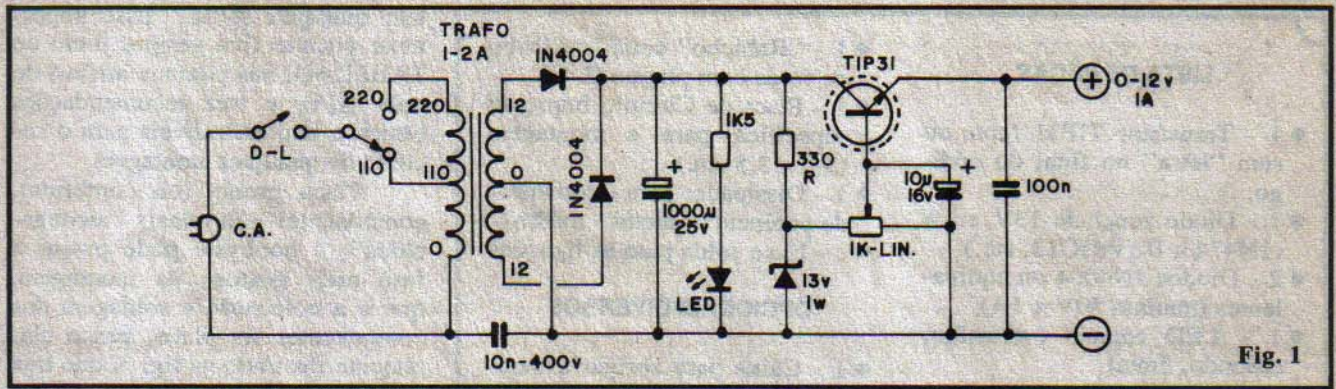 TRAFO
1-2A
1N4004
TIP31
220
220
12
+
0-12v
1A
D-L
1K5
330
R
110
110
0
1N4004
+
1000µ
25v
+
10µ
16v
100n
C.A.
0
12
LED
13v
1w
1K-LIN.
10n-400v
-
Fig. 1